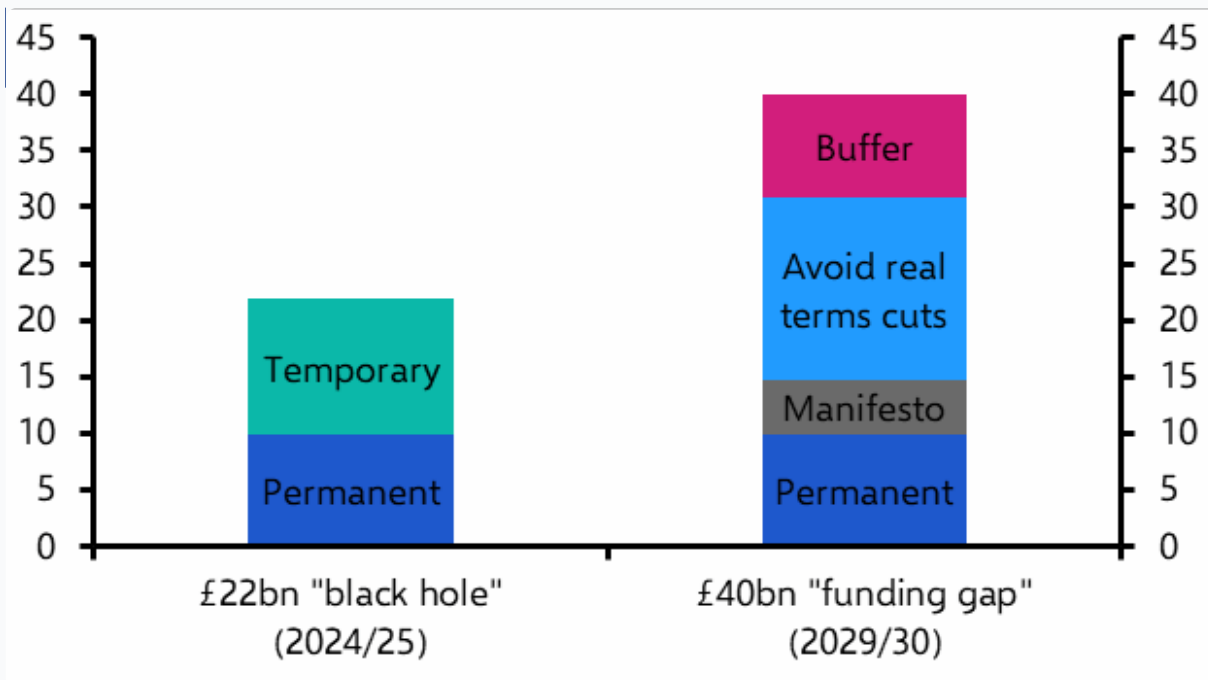 45
40
35
30
25
20
15
10
5
0
Temporary
Permanent
Buffer
Avoid real
terms cuts
Manifesto
Permanent
45
40
35
30
25
20
15
10
5
0
£22bn "black hole"
(2024/25)
£40bn "funding gap"
(2029/30)